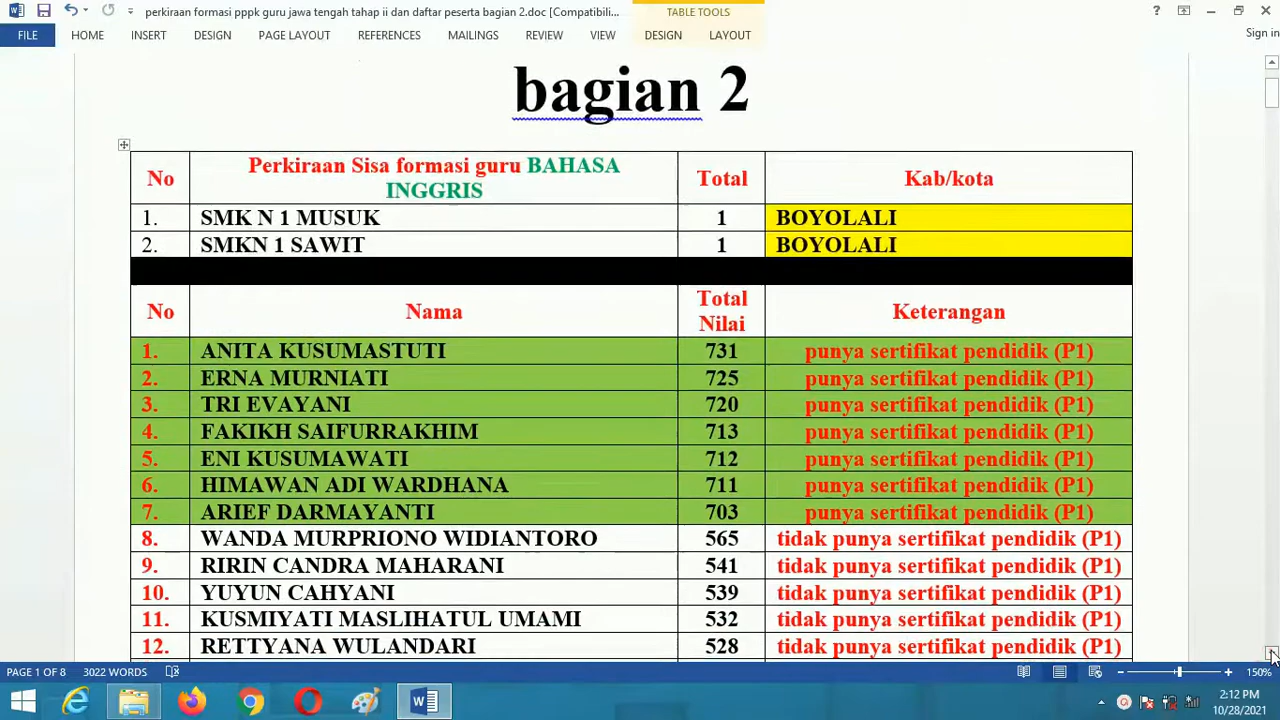 perkiraan formasi pppk guru jawa tengah tahap ii dan daftar peserta bagian 2.doc [Compatibili...
TABLE TOOLS
?
FILE HOME INSERT DESIGN PAGE LAYOUT REFERENCES MAILINGS REVIEW VIEW DESIGN LAYOUT Sign in
bagian 2
No Perkiraan Sisa formasi guru BAHASA INGGRIS Total Kab/kota
1. SMK N 1 MUSUK 1 BOYOLALI
2. SMKN 1 SAWIT 1 BOYOLALI
No Nama Total Nilai Keterangan
1. ANITA KUSUMASTUTI 731 punya sertifikat pendidik (P1)
2. ERNA MURNIATI 725 punya sertifikat pendidik (P1)
3. TRI EVAYANI 720 punya sertifikat pendidik (P1)
4. FAKIKH SAIFURRAKHIM 713 punya sertifikat pendidik (P1)
5. ENI KUSUMAWATI 712 punya sertifikat pendidik (P1)
6. HIMAWAN ADI WARDHANA 711 punya sertifikat pendidik (P1)
7. ARIEF DARMAYANTI 703 punya sertifikat pendidik (P1)
8. WANDA MURPRIONO WIDIANTORO 565 tidak punya sertifikat pendidik (P1)
9. RIRIN CANDRA MAHARANI 541 tidak punya sertifikat pendidik (P1)
10. YUYUN CAHYANI 539 tidak punya sertifikat pendidik (P1)
11. KUSMIYATI MASLIHATUL UMAMI 532 tidak punya sertifikat pendidik (P1)
12. RETTYANA WULANDARI 528 tidak punya sertifikat pendidik (P1)
PAGE 1 OF 8 3022 WORDS 150%
2:12 PM
10/28/2021